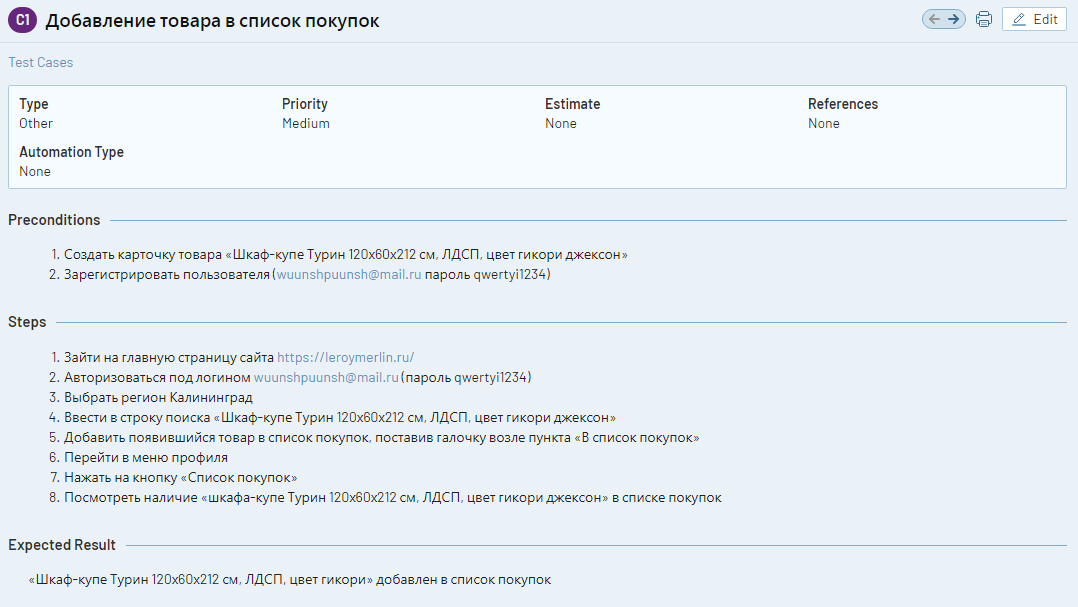 C1 Добавление товара в список покупок
Edit
Test Cases
Type Priority Estimate References
Other Medium None None
Automation Type
None
Preconditions
1. Создать карточку товара «Шкаф-купе Турин 120x60x212 см, ЛДСП, цвет гикори джексон»
2. Зарегистрировать пользователя (wuunshpuunsh@mail.ru пароль qwertyi1234)
Steps
1. Зайти на главную страницу сайта https://leroymerlin.ru/
2. Авторизоваться под логином wuunshpuunsh@mail.ru (пароль qwertyi1234)
3. Выбрать регион Калининград
4. Ввести в строку поиска «Шкаф-купе Турин 120x60x212 см, ЛДСП, цвет гикори джексон»
5. Добавить появившийся товар в список покупок, поставив галочку возле пункта «В список покупок»
6. Перейти в меню профиля
7. Нажать на кнопку «Список покупок»
8. Посмотреть наличие «шкафа-купе Турин 120x60x212 см, ЛДСП, цвет гикори джексон» в списке покупок
Expected Result
«Шкаф-купе Турин 120x60x212 см, ЛДСП, цвет гикори» добавлен в список покупок